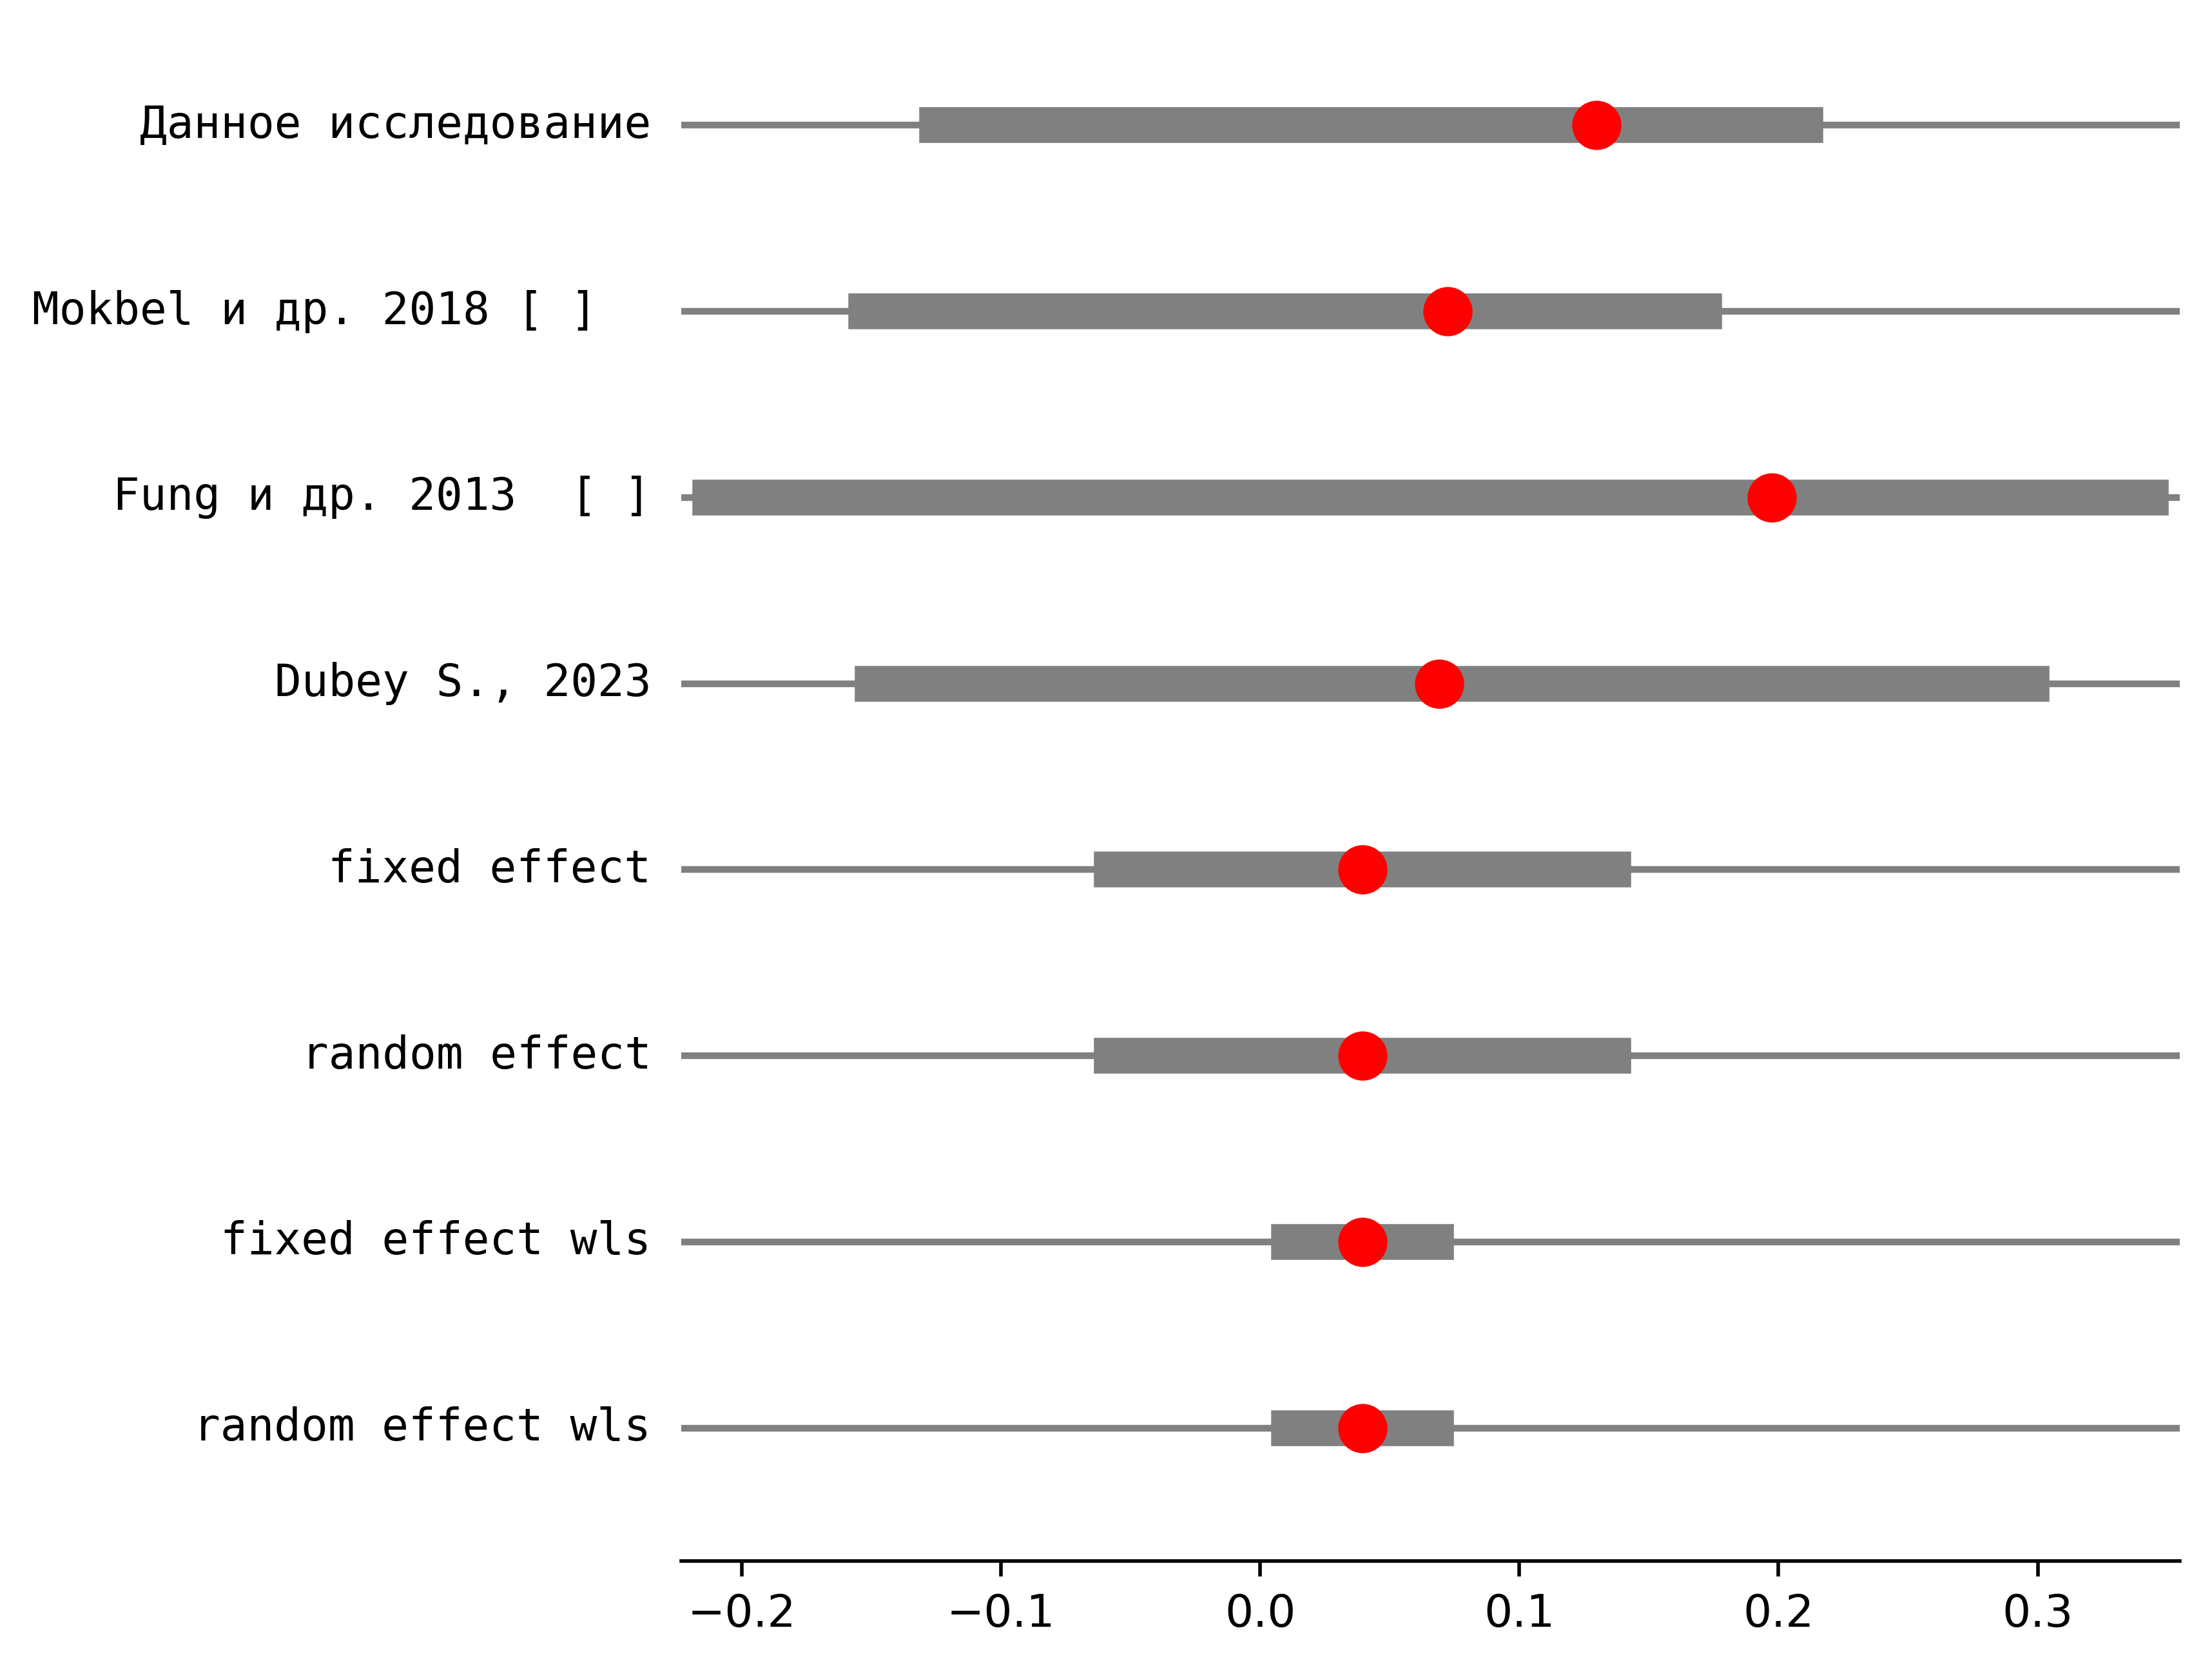 Данное исследование
Mokbel и др. 2018 [ ]
Fung и др. 2013  [ ]
Dubey S., 2023
fixed effect
random effect
fixed effect wls
random effect wls
−0.2 −0.1 0.0 0.1 0.2 0.3